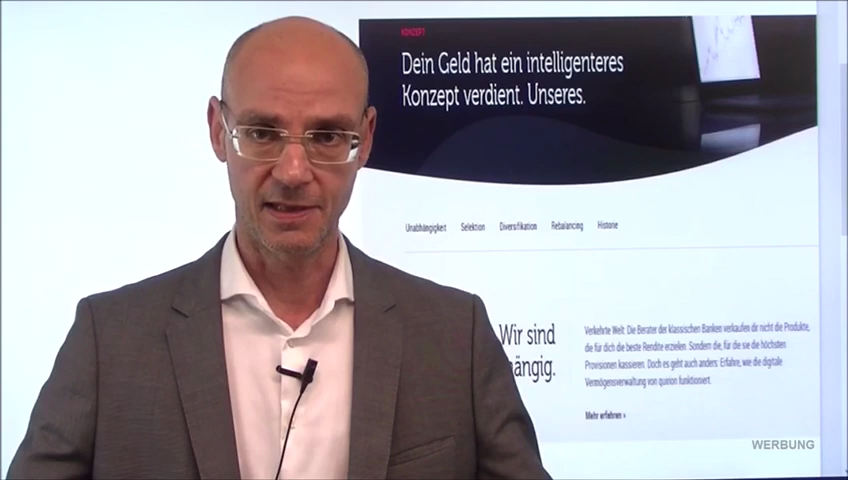 KONZEPT
Dein Geld hat ein intelligenteres
Konzept verdient. Unseres.
Unabhängigkeit Selektion Diversifikation Rebalancing Historie
Wir sind
ängig.
Verkehrte Welt: Die Berater der klassischen Banken verkaufen dir nicht die Produkte,
die für dich die beste Rendite erzielen. Sondern die, für die sie die höchsten
Provisionen kassieren. Doch es geht auch anders: Erfahre, wie die digitale
Vermögensverwaltung von quirion funktioniert.
Mehr erfahren >
WERBUNG